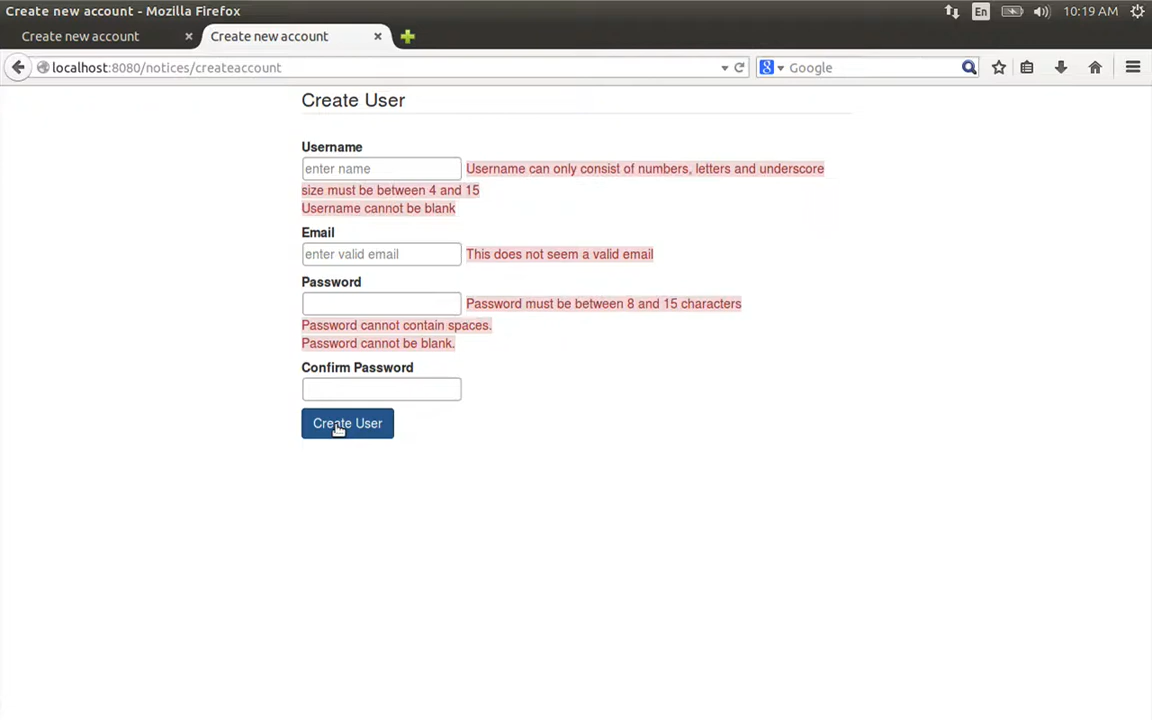 Create new account - Mozilla Firefox
En
10:19 AM
Create new account
Create new account
localhost:8080/notices/createaccount
Google
Create User
Username
enter name
Username can only consist of numbers, letters and underscore
size must be between 4 and 15
Username cannot be blank
Email
enter valid email
This does not seem a valid email
Password
Password must be between 8 and 15 characters
Password cannot contain spaces.
Password cannot be blank.
Confirm Password
Create User